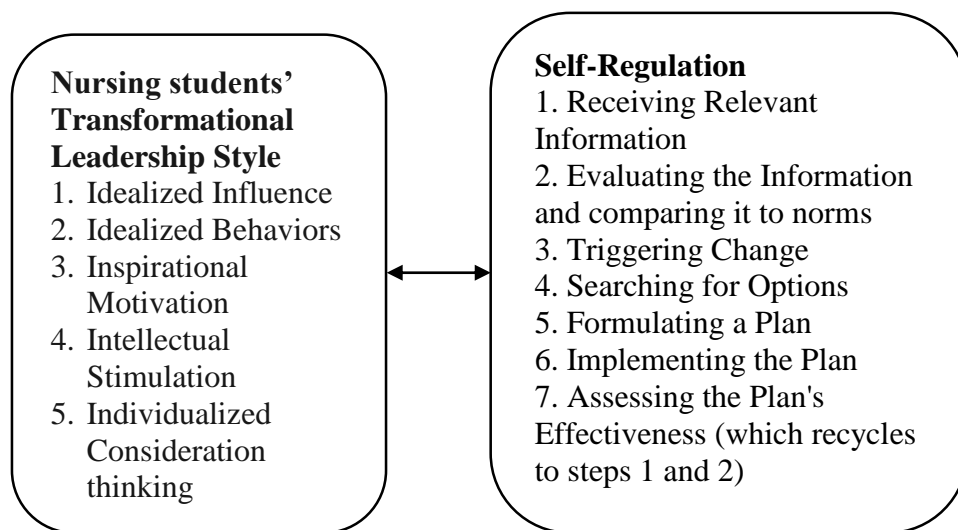 Nursing students’
Transformational
Leadership Style
1. Idealized Influence
2. Idealized Behaviors
3. Inspirational
Motivation
4. Intellectual
Stimulation
5. Individualized
Consideration
thinking
Self-Regulation
1. Receiving Relevant
Information
2. Evaluating the Information
and comparing it to norms
3. Triggering Change
4. Searching for Options
5. Formulating a Plan
6. Implementing the Plan
7. Assessing the Plan's
Effectiveness (which recycles
to steps 1 and 2)